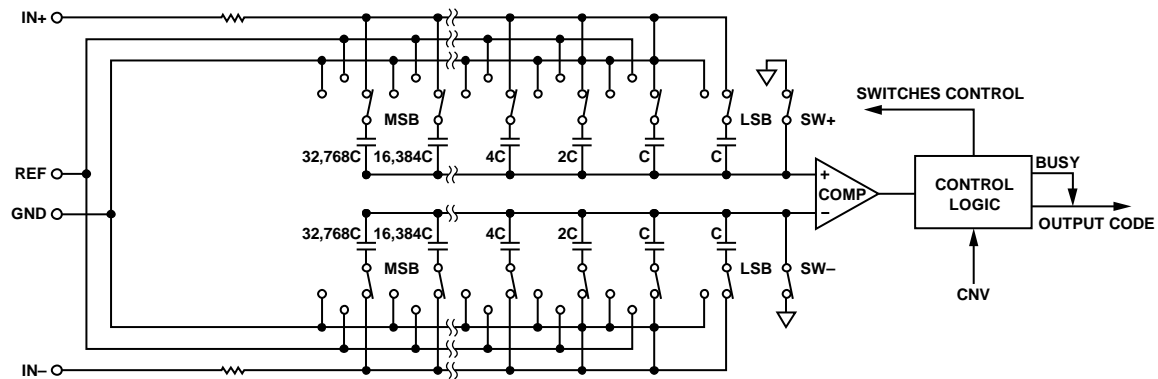 IN+
SWITCHES CONTROL
MSB
LSB
SW+
32,768C
16,384C
4C
2C
C
C
REF
+
COMP
–
CONTROL
LOGIC
BUSY
GND
OUTPUT CODE
32,768C
16,384C
4C
2C
C
C
MSB
LSB
SW–
CNV
IN–